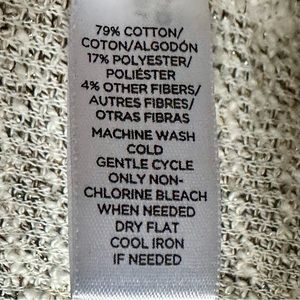 79% COTTON/
COTON/ALGODÓN
17% POLYESTER/
POLIÉSTER
4% OTHER FIBERS/
AUTRES FIBRES/
OTRAS FIBRAS
MACHINE WASH
COLD
GENTLE CYCLE
ONLY NON-
CHLORINE BLEACH
WHEN NEEDED
DRY FLAT
COOL IRON
IF NEEDED